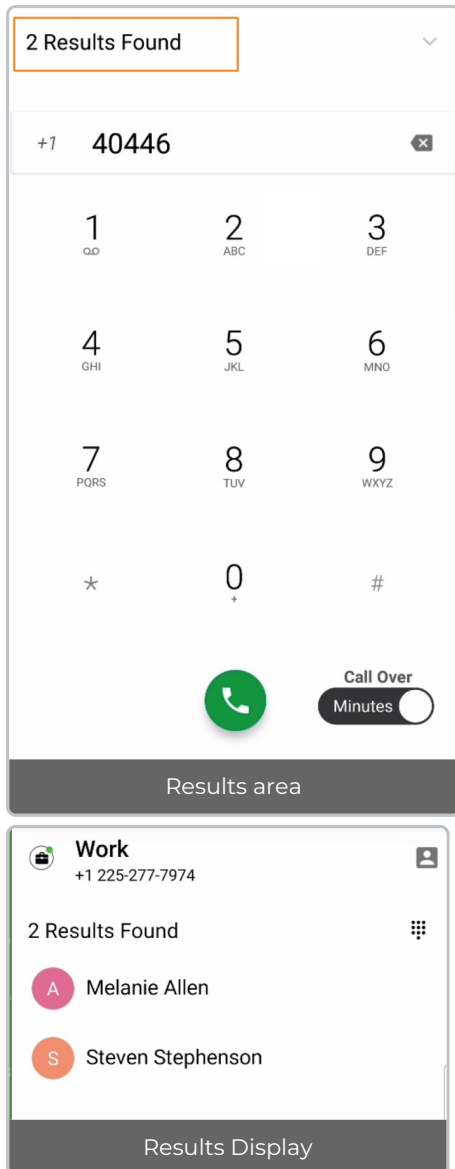 2 Results Found
+1 40446
1 2 3
ABC DEF
4 5 6
GHI JKL MNO
7 8 9
PQRS TUV WXYZ
* 0 #
+
Call Over
Minutes
Results area
Work
+1 225-277-7974
2 Results Found
A Melanie Allen
S Steven Stephenson
Results Display